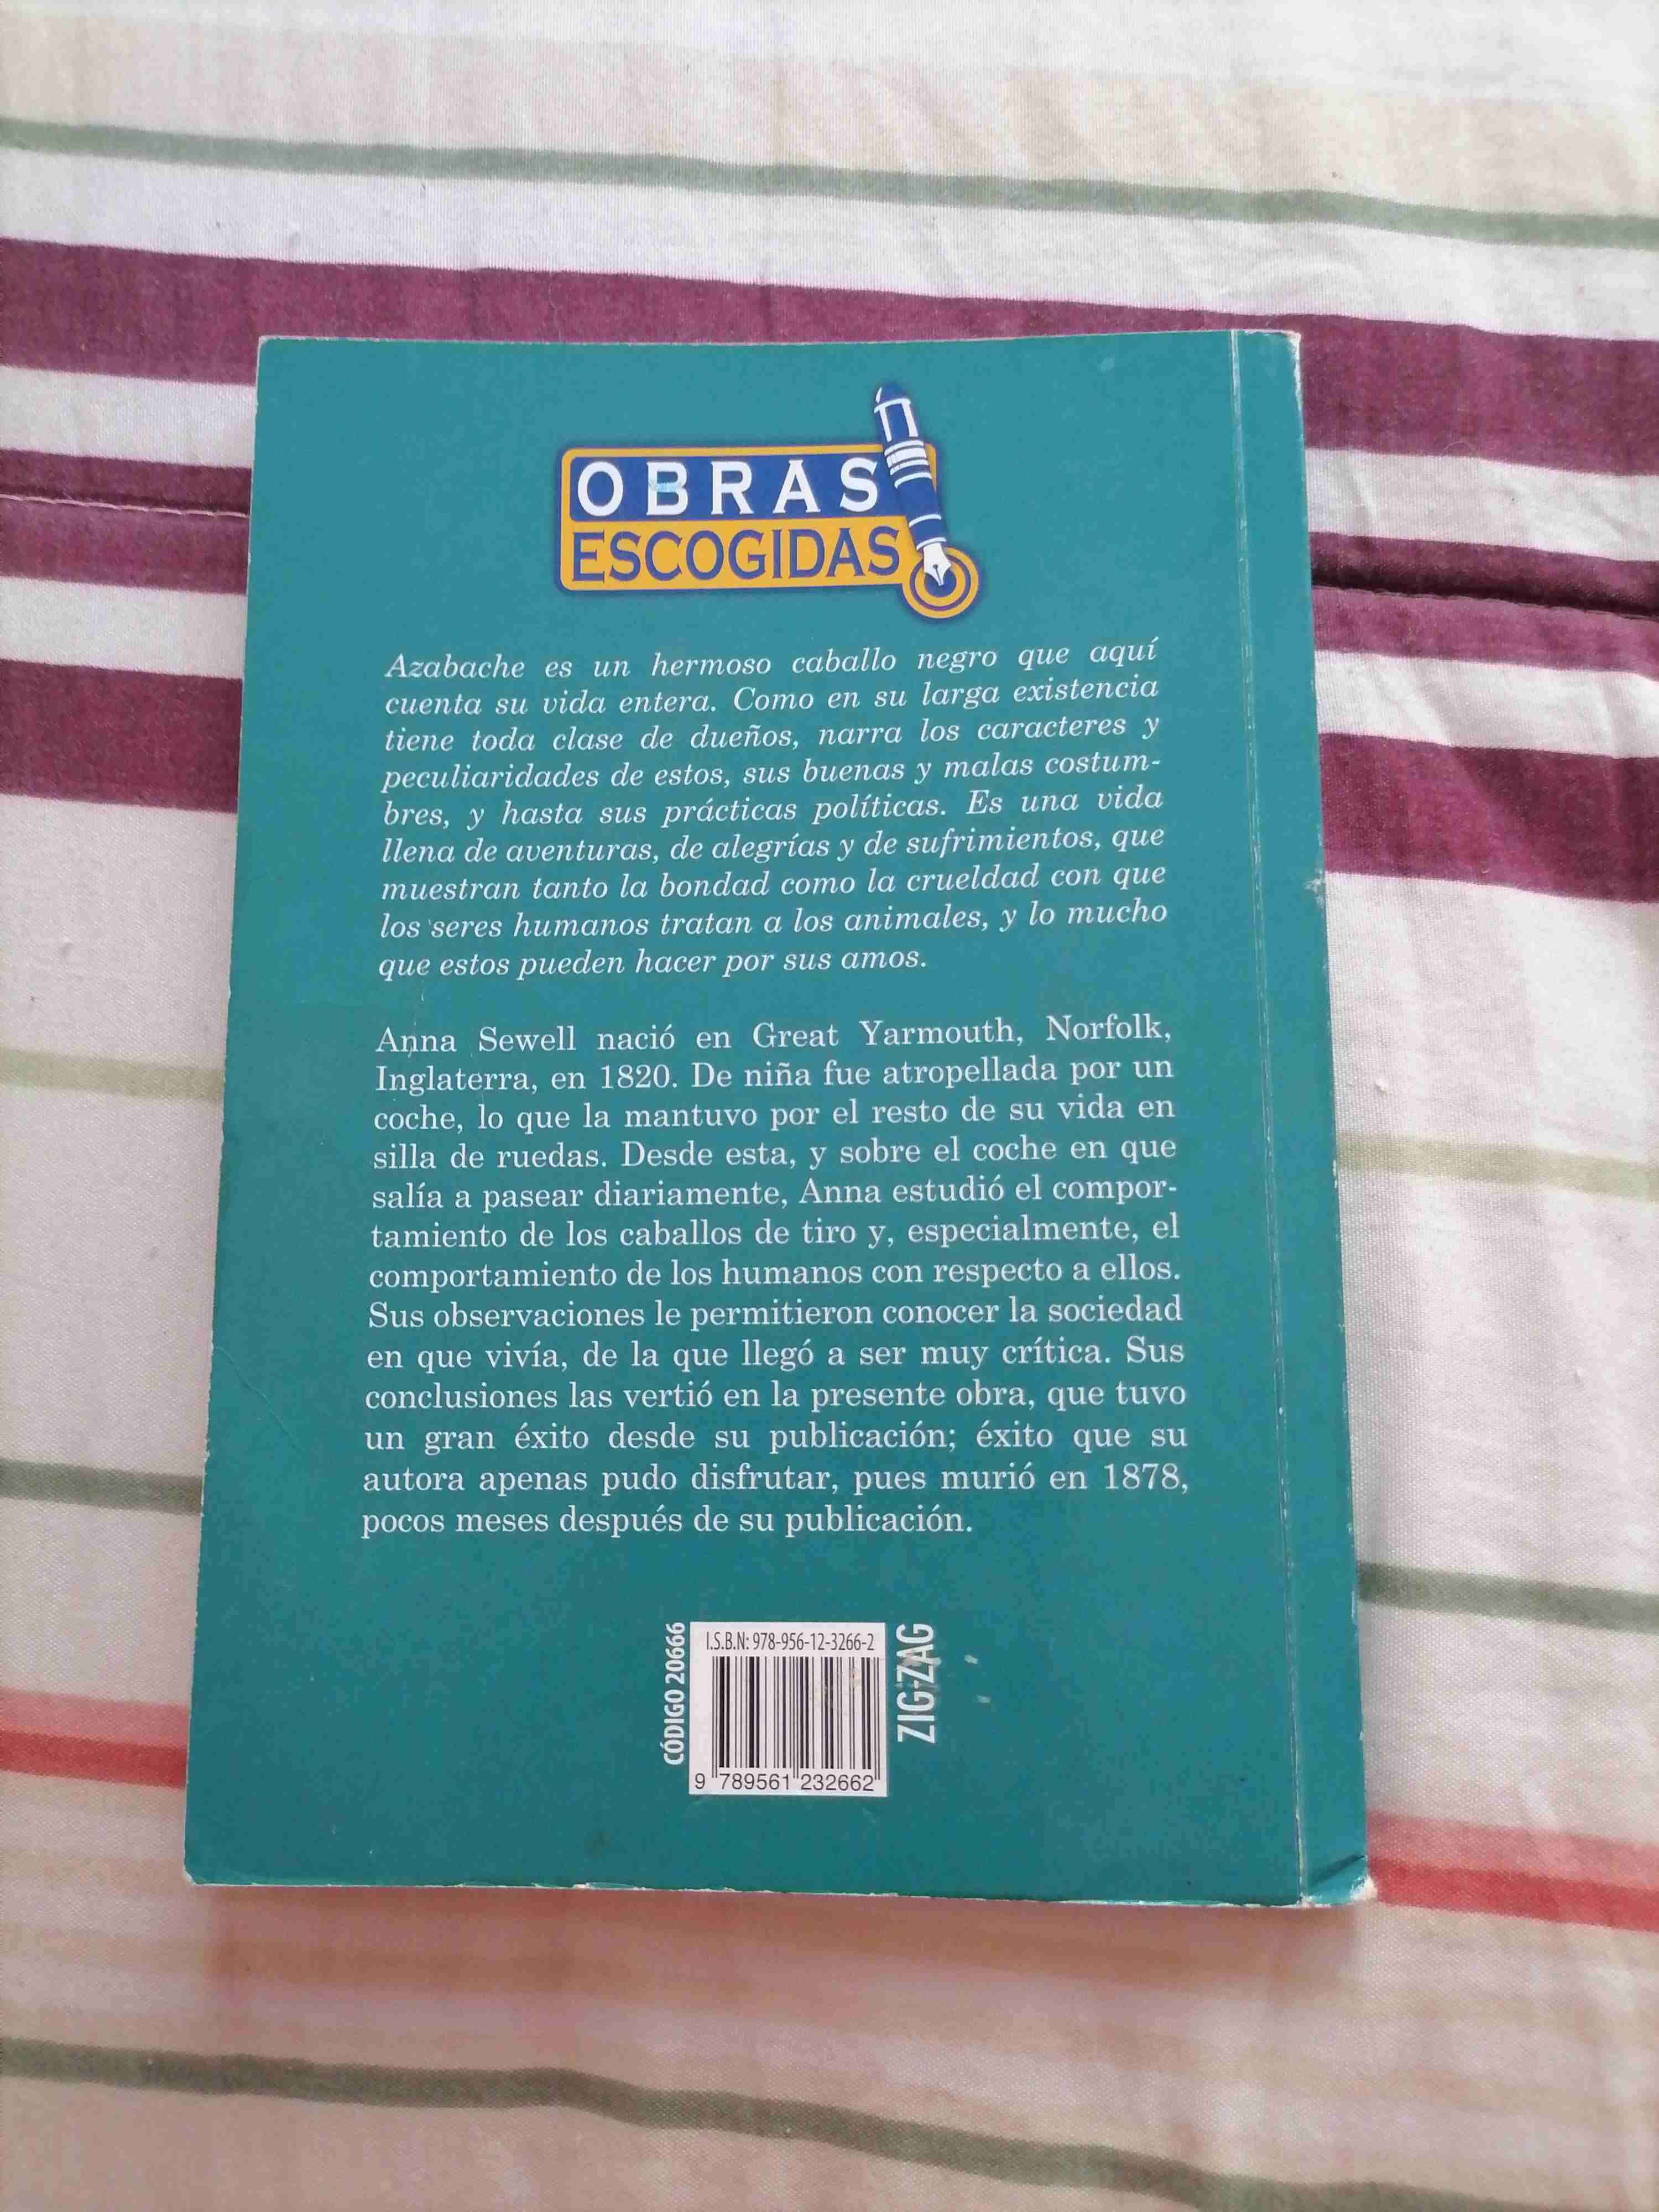 OBRAS
ESCOGIDAS
Azabache es un hermoso caballo negro que aquí
cuenta su vida entera. Como en su larga existencia
tiene toda clase de dueños, narra los caracteres y
peculiaridades de estos, sus buenas y malas costum-
bres, y hasta sus prácticas políticas. Es una vida
llena de aventuras, de alegrías y de sufrimientos, que
muestran tanto la bondad como la crueldad con que
los seres humanos tratan a los animales, y lo mucho
que estos pueden hacer por sus amos.
Anna Sewell nació en Great Yarmouth, Norfolk,
Inglaterra, en 1820. De niña fue atropellada por un
coche, lo que la mantuvo por el resto de su vida en
silla de ruedas. Desde esta, y sobre el coche en que
salía a pasear diariamente, Anna estudió el compor-
tamiento de los caballos de tiro y, especialmente, el
comportamiento de los humanos con respecto a ellos.
Sus observaciones le permitieron conocer la sociedad
en que vivía, de la que llegó a ser muy crítica. Sus
conclusiones las vertió en la presente obra, que tuvo
un gran éxito desde su publicación; éxito que su
autora apenas pudo disfrutar, pues murió en 1878,
pocos meses después de su publicación.
CÓDIGO 20666
I.S.B.N: 978-956-12-3266-2
9 789561 232662
ZIG-ZAG